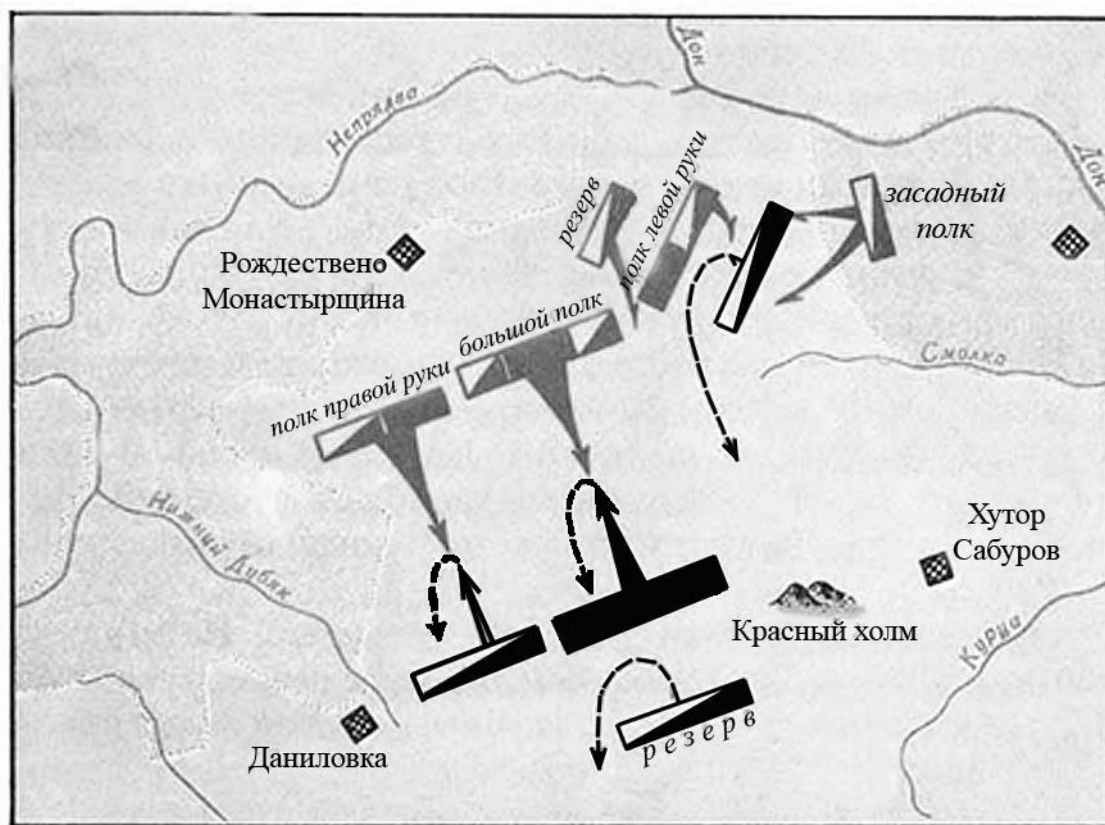 Дон
Непрядва
Дон
резерв
полк левой руки
засадный
полк
Рождествено
Монастырщина
большой полк
Смолка
полк правой руки
Нижний Дубик
Хутор
Сабуров
Красный холм
Курца
резерв
Даниловка